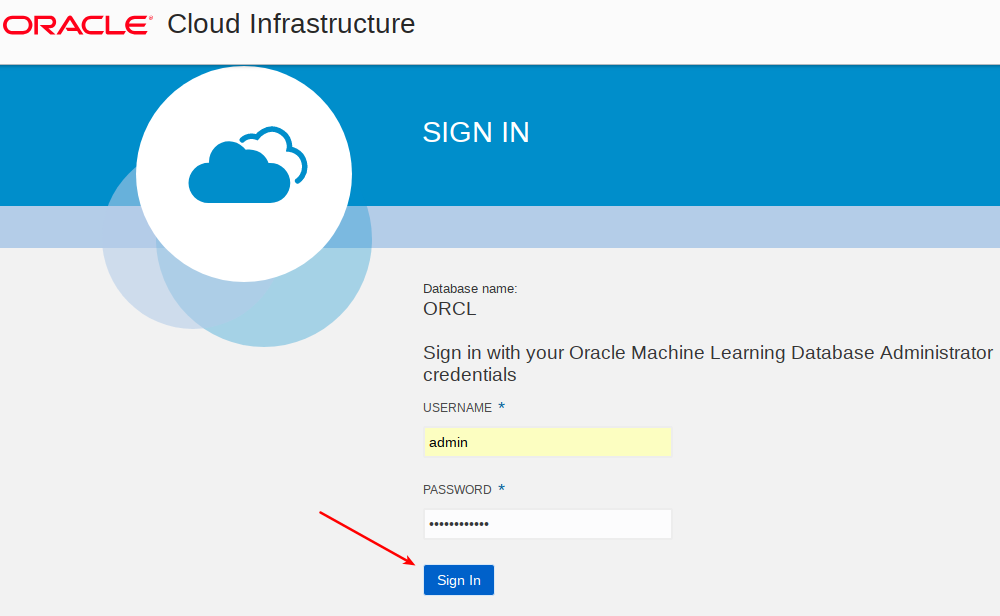 ORACLE® Cloud Infrastructure
SIGN IN
Database name:
ORCL
Sign in with your Oracle Machine Learning Database Administrator
credentials
USERNAME *
admin
PASSWORD *
••••••••••••
Sign In